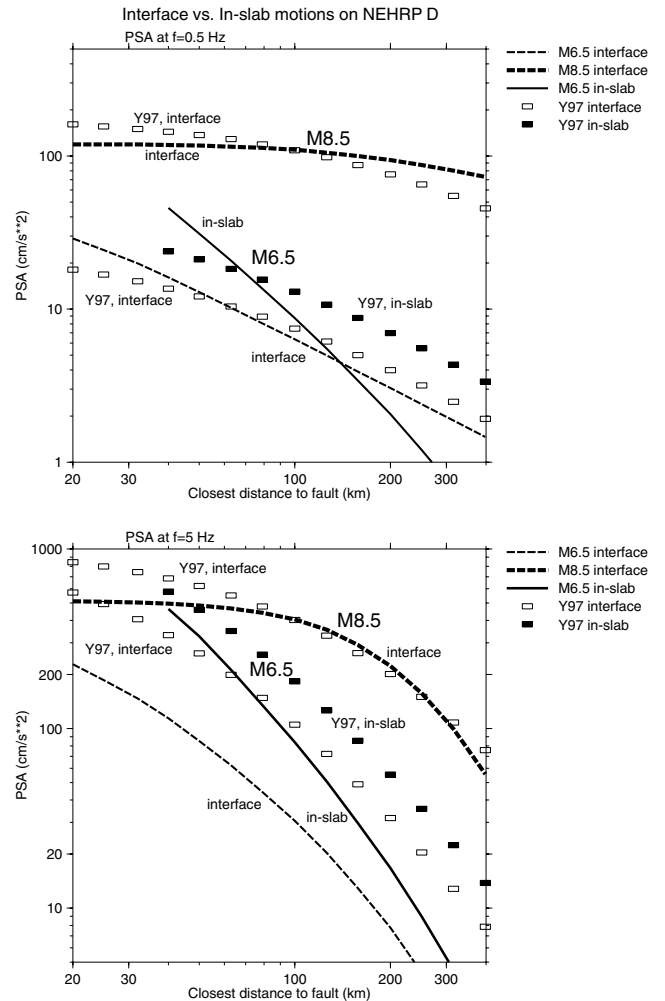 Interface vs. In-slab motions on NEHRP D
PSA at f=0.5 Hz
M6.5 interface
M8.5 interface
M6.5 in-slab
Y97 interface
Y97 in-slab
Y97, interface
M8.5
interface
in-slab
M6.5
Y97, in-slab
Y97, interface
interface
PSA (cm/s**2)
100
10
1
20
30
100
200
300
Closest distance to fault (km)
PSA at f=5 Hz
M6.5 interface
M8.5 interface
M6.5 in-slab
Y97 interface
Y97 in-slab
Y97, interface
M8.5
Y97, interface
interface
M6.5
Y97, in-slab
interface
in-slab
PSA (cm/s**2)
1000
200
100
20
10
20
30
100
200
300
Closest distance to fault (km)